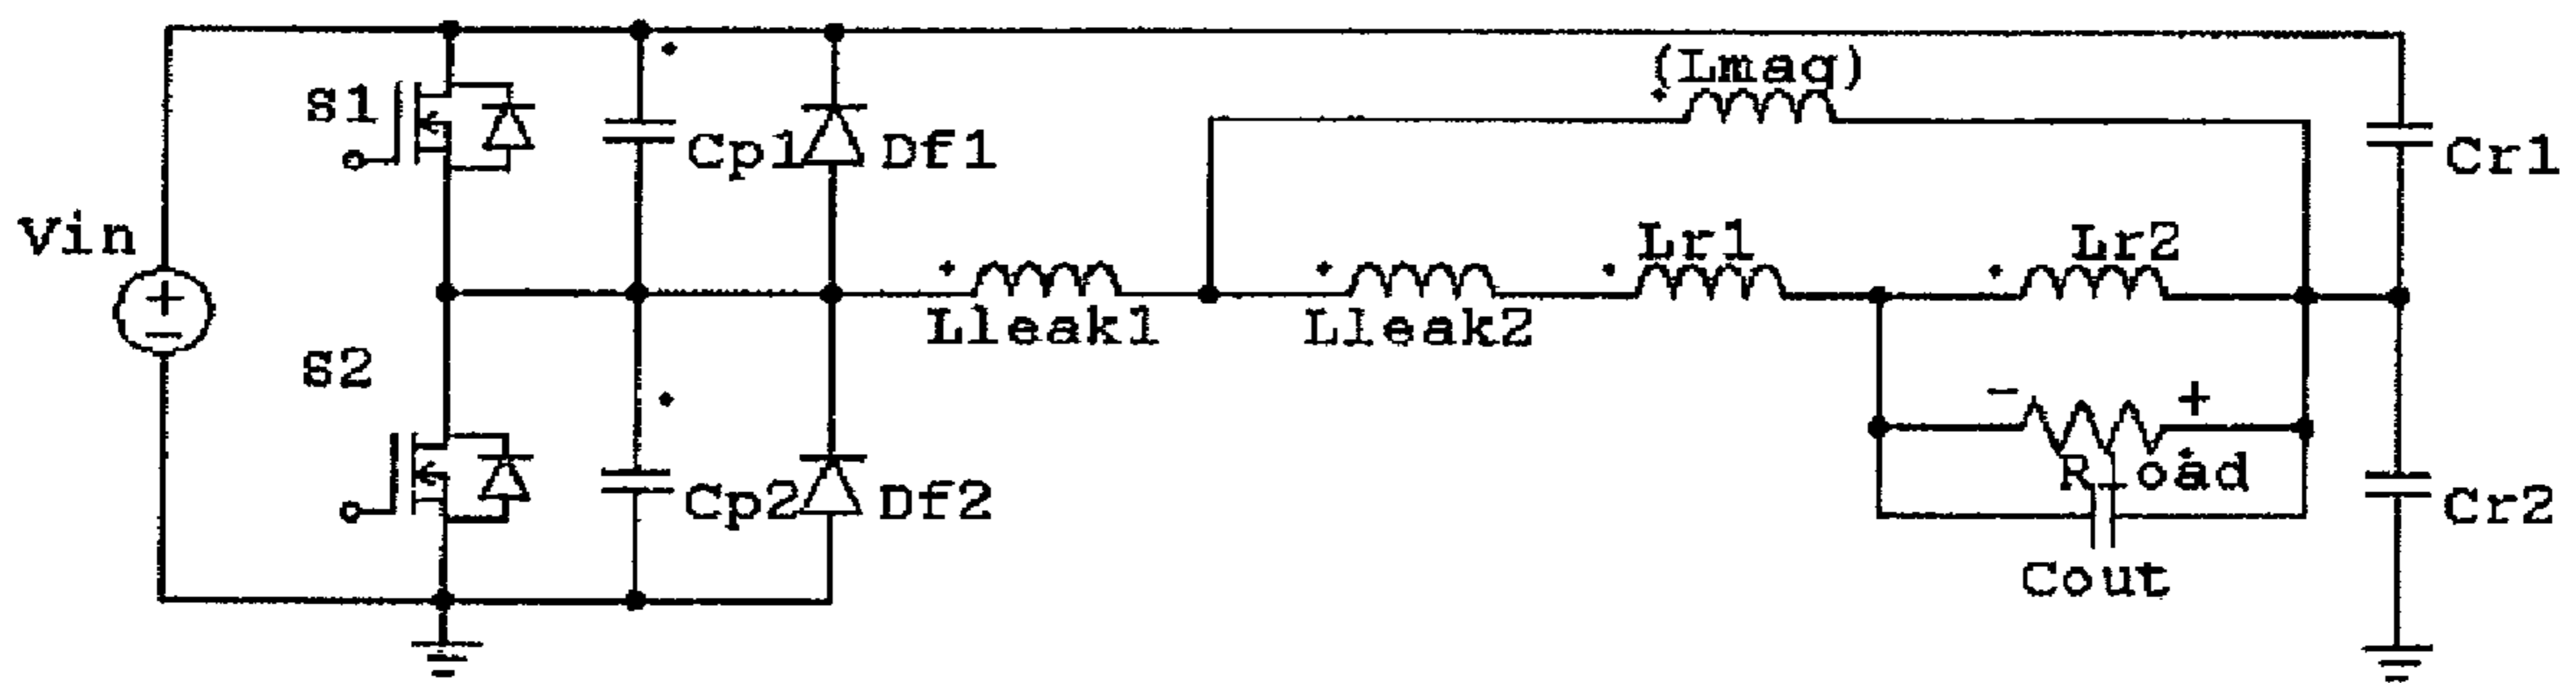 (Lmag)
S1
Cp1
Df1
Cr1
Vin
+
-
Lleak1
Lleak2
Lr1
Lr2
S2
- +
Rload
Cp2
Df2
Cout
Cr2